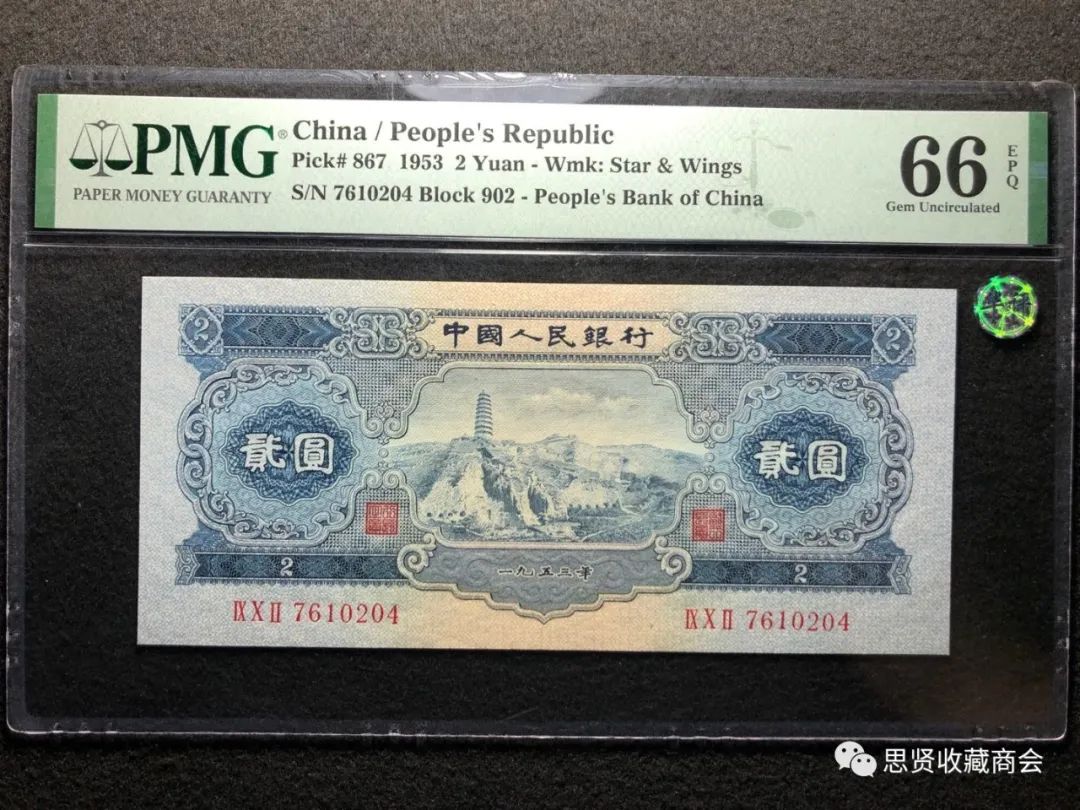 PMG®
PAPER MONEY GUARANTY
China / People's Republic
Pick# 867 1953 2 Yuan - Wmk: Star & Wings
S/N 7610204 Block 902 - People's Bank of China
66
EPQ
Gem Uncirculated
2
中國人民銀行
2
貳圓
貳圓
一九五三年
2
2
ⅨⅩⅡ 7610204
ⅨⅩⅡ 7610204
思贤收藏商会